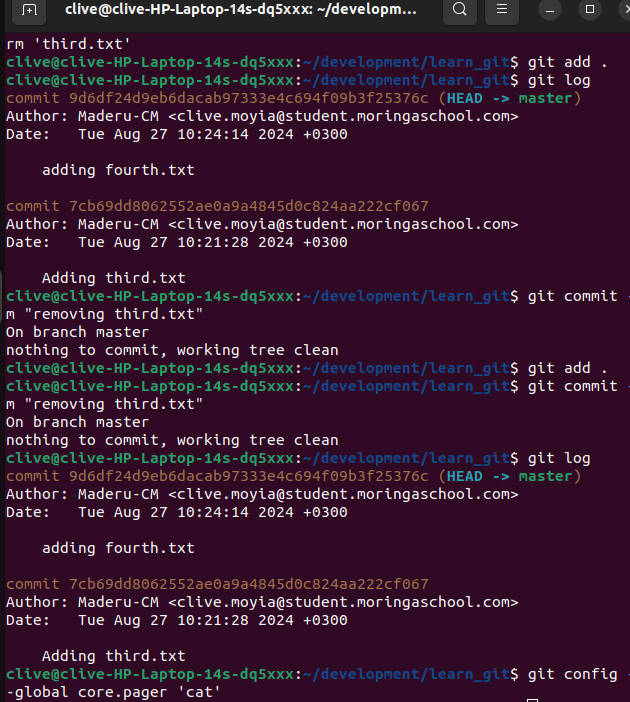 clive@clive-HP-Laptop-14s-dq5xxx: ~/developm...
rm 'third.txt'
clive@clive-HP-Laptop-14s-dq5xxx:~/development/learn_git$ git add .
clive@clive-HP-Laptop-14s-dq5xxx:~/development/learn_git$ git log
commit 9d6df24d9eb6dacab97333e4c694f09b3f25376c (HEAD -> master)
Author: Maderu-CM <clive.moyia@student.moringaschool.com>
Date:   Tue Aug 27 10:24:14 2024 +0300
    adding fourth.txt
commit 7cb69dd8062552ae0a9a4845d0c824aa222cf067
Author: Maderu-CM <clive.moyia@student.moringaschool.com>
Date:   Tue Aug 27 10:21:28 2024 +0300
    Adding third.txt
clive@clive-HP-Laptop-14s-dq5xxx:~/development/learn_git$ git commit -
m "removing third.txt"
On branch master
nothing to commit, working tree clean
clive@clive-HP-Laptop-14s-dq5xxx:~/development/learn_git$ git add .
clive@clive-HP-Laptop-14s-dq5xxx:~/development/learn_git$ git commit -
m "removing third.txt"
On branch master
nothing to commit, working tree clean
clive@clive-HP-Laptop-14s-dq5xxx:~/development/learn_git$ git log
commit 9d6df24d9eb6dacab97333e4c694f09b3f25376c (HEAD -> master)
Author: Maderu-CM <clive.moyia@student.moringaschool.com>
Date:   Tue Aug 27 10:24:14 2024 +0300
    adding fourth.txt
commit 7cb69dd8062552ae0a9a4845d0c824aa222cf067
Author: Maderu-CM <clive.moyia@student.moringaschool.com>
Date:   Tue Aug 27 10:21:28 2024 +0300
    Adding third.txt
clive@clive-HP-Laptop-14s-dq5xxx:~/development/learn_git$ git config -
-global core.pager 'cat'